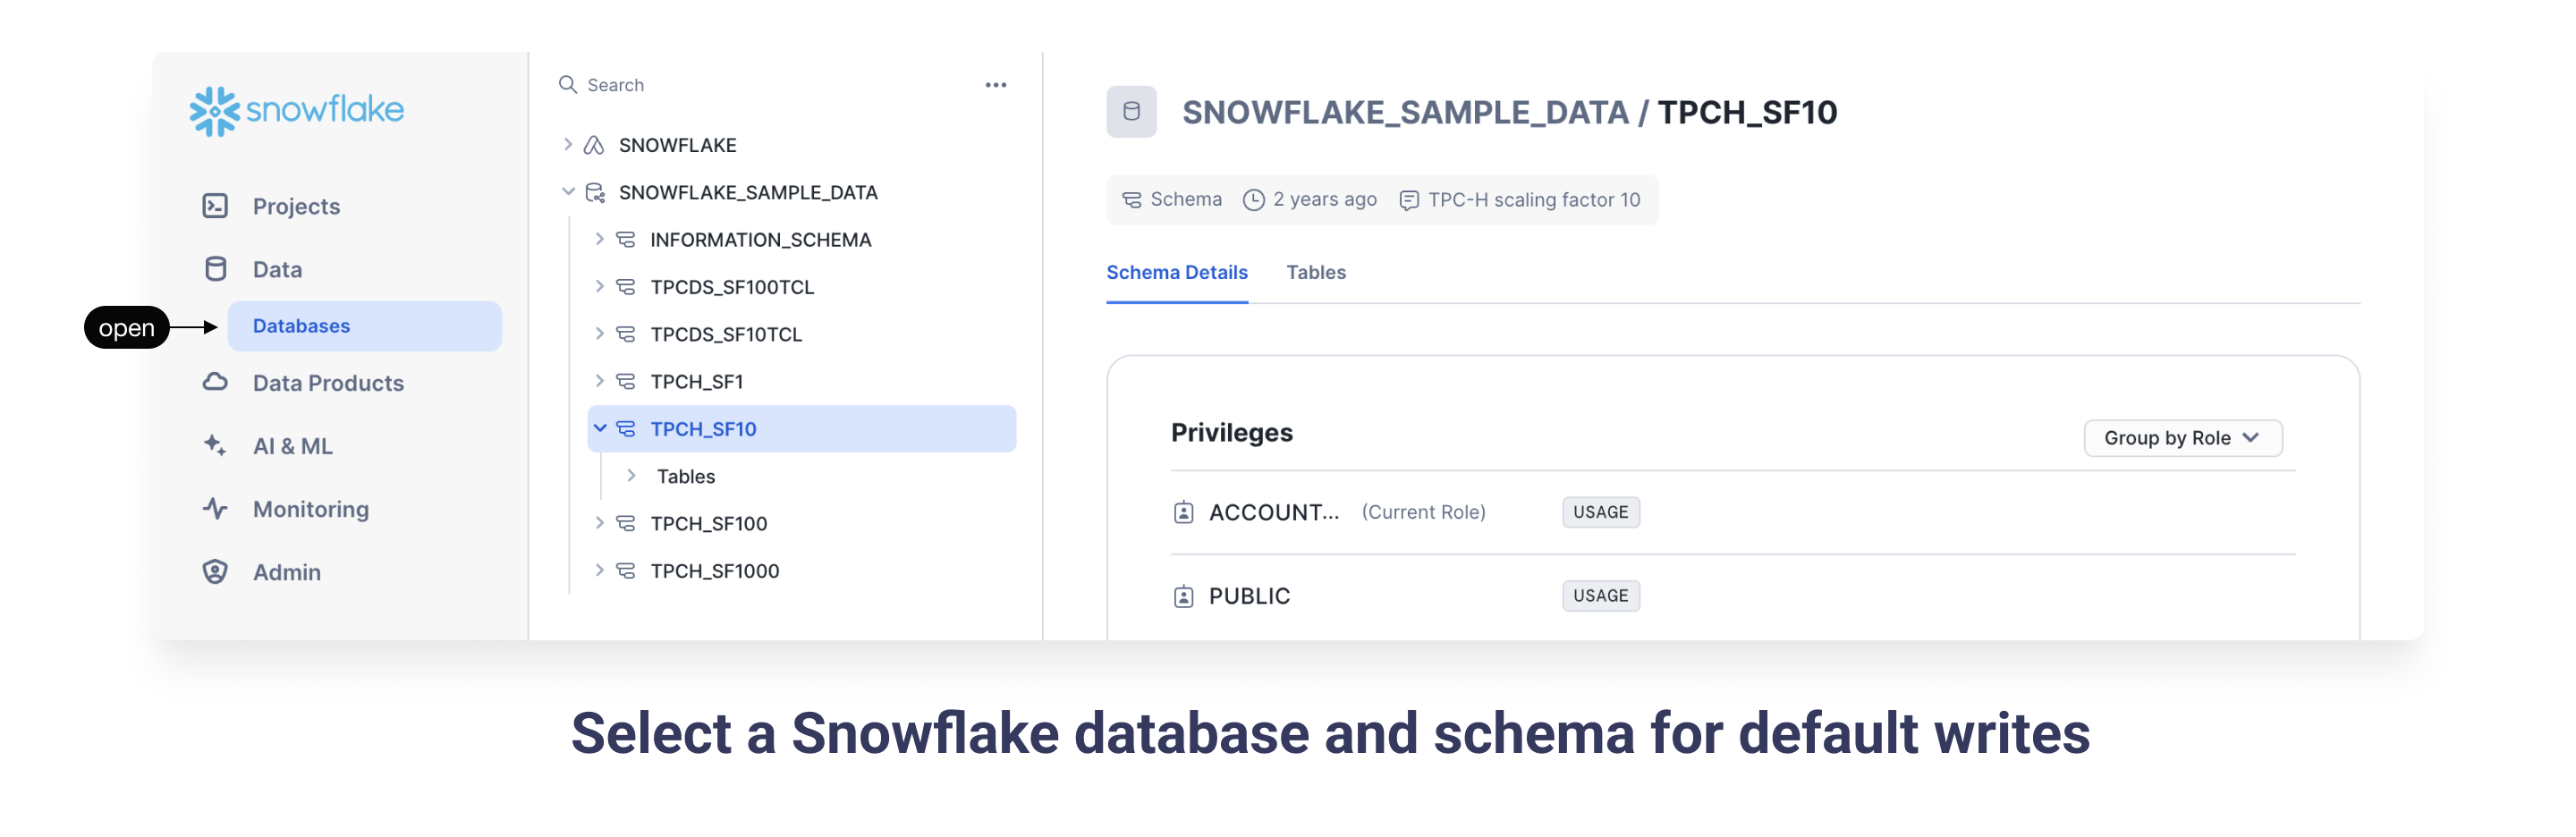 snowflake
Projects
Data
open
Databases
Data Products
AI & ML
Monitoring
Admin
Search
SNOWFLAKE
SNOWFLAKE_SAMPLE_DATA
INFORMATION_SCHEMA
TPCDS_SF100TCL
TPCDS_SF10TCL
TPCH_SF1
TPCH_SF10
Tables
TPCH_SF100
TPCH_SF1000
SNOWFLAKE_SAMPLE_DATA / TPCH_SF10
Schema 2 years ago TPC-H scaling factor 10
Schema Details Tables
Privileges Group by Role
ACCOUNT... (Current Role) USAGE
PUBLIC USAGE
Select a Snowflake database and schema for default writes